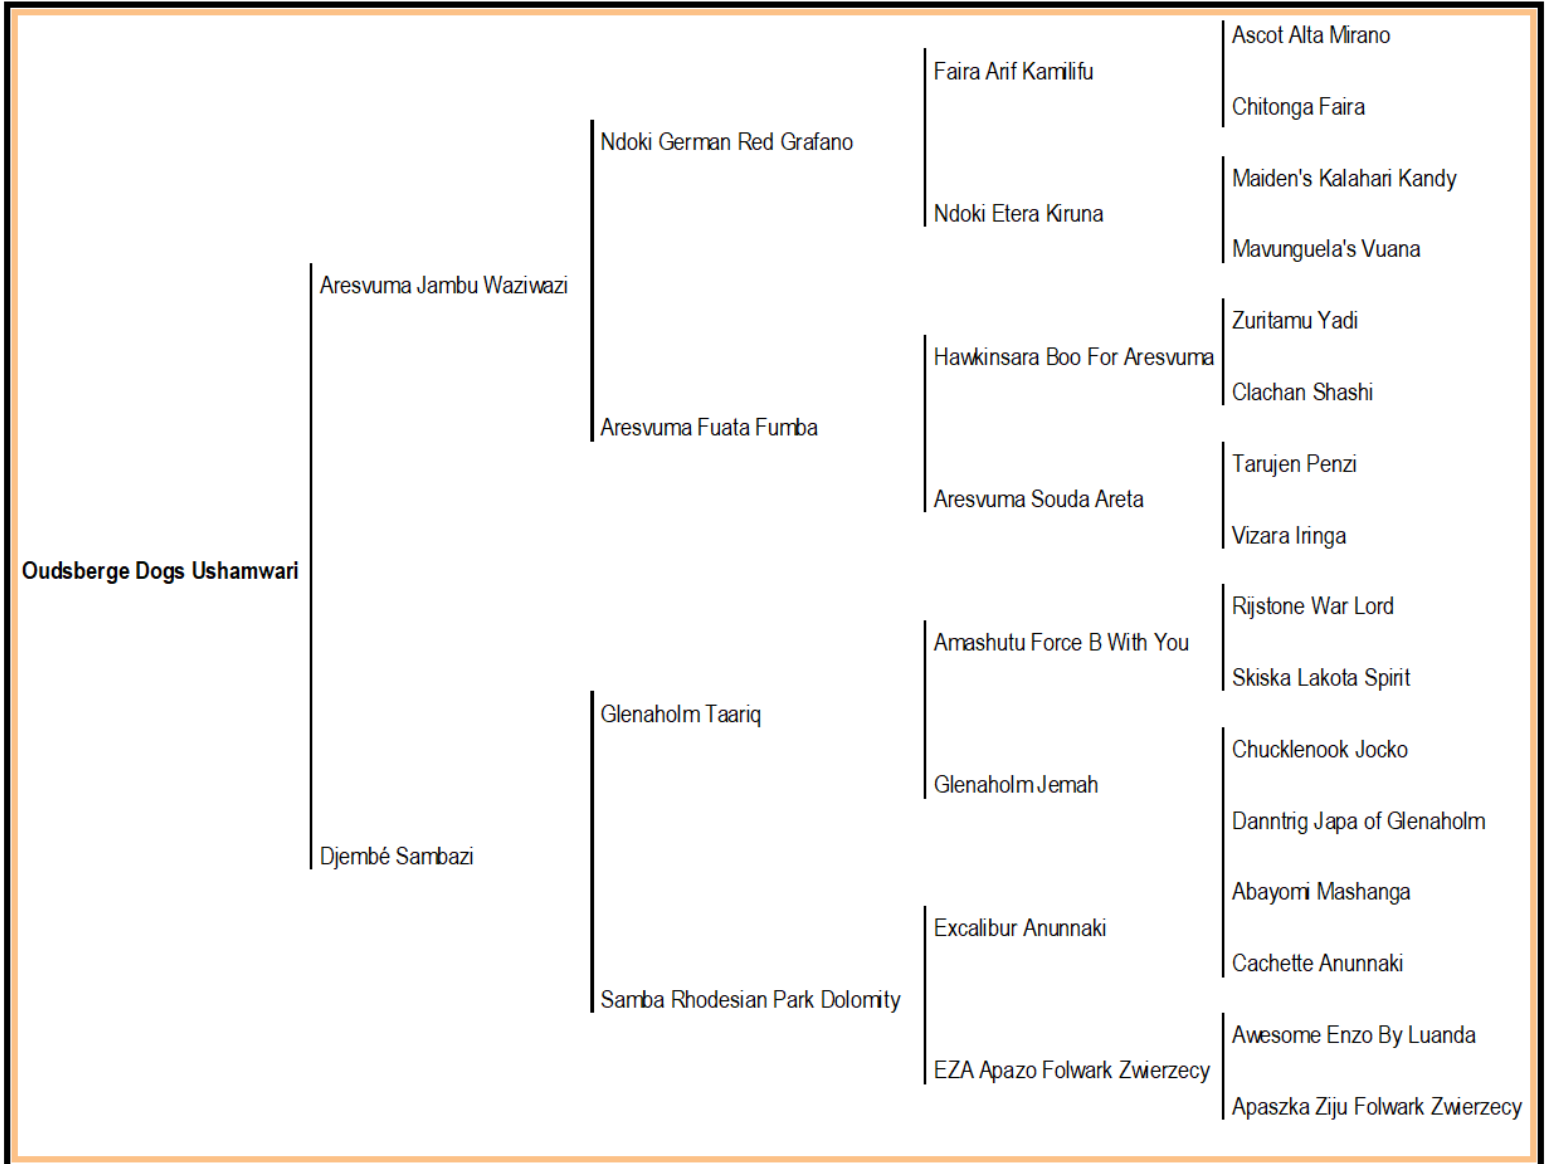 Ascot Alta Mirano
Faira Arif Kamilifu
Chitonga Faira
Ndoki German Red Grafano
Maiden's Kalahari Kandy
Ndoki Etera Kiruna
Mavunguela's Vuana
Aresvuma Jambu Waziwazi
Zuritamu Yadi
Hawkinsara Boo For Aresvuma
Clachan Shashi
Aresvuma Fuata Fumba
Tarujen Penzi
Aresvuma Souda Areta
Vizara Iringa
Oudsberge Dogs Ushamwari
Rijstone War Lord
Amashutu Force B With You
Skiska Lakota Spirit
Glenaholm Taariq
Chucklenook Jocko
Glenaholm Jemah
Danntrig Japa of Glenaholm
Djembé Sambazi
Abayomi Mashanga
Excalibur Anunnaki
Cachette Anunnaki
Samba Rhodesian Park Dolomity
Awesome Enzo By Luanda
EZA Apazo Folwark Zwierzecy
Apaszka Ziju Folwark Zwierzecy